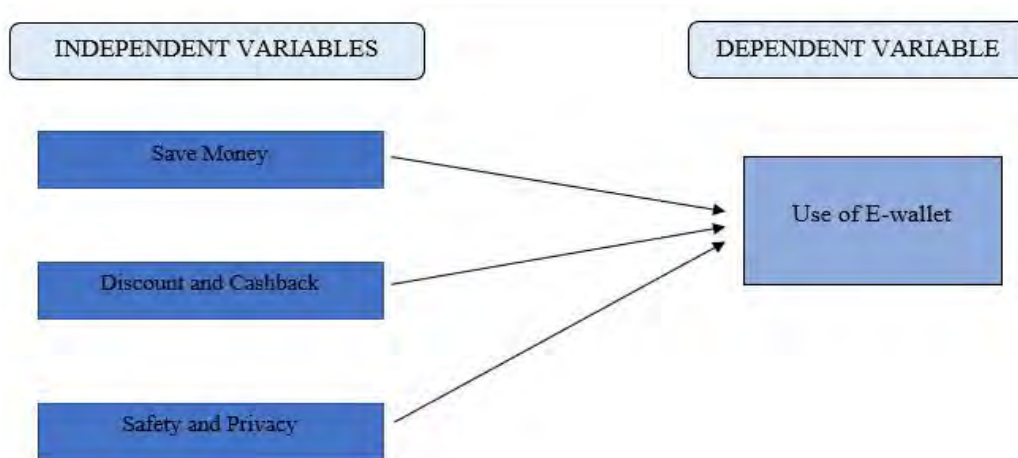 INDEPENDENT VARIABLES
DEPENDENT VARIABLE
Save Money
Use of E-wallet
Discount and Cashback
Safety and Privacy